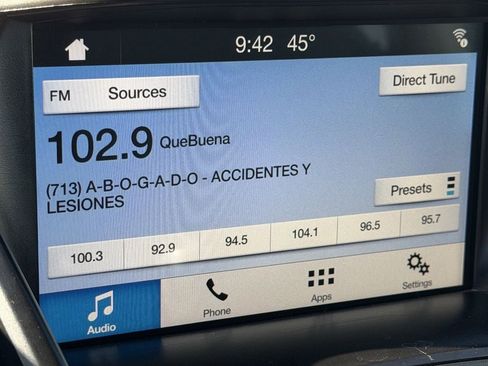 9:42 45°
FM Sources
Direct Tune
102.9 QueBuena
(713) A-B-O-G-A-D-O - ACCIDENTES Y
LESIONES
Presets
100.3 92.9 94.5 104.1 96.5 95.7
Audio Phone Apps Settings